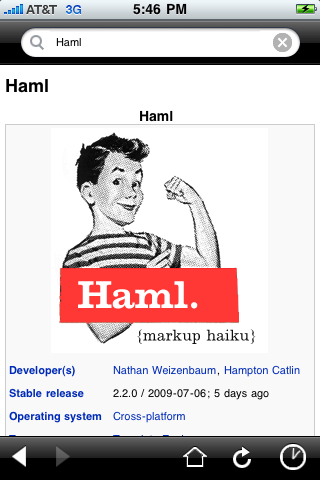 AT&T 3G 5:46 PM
Haml
Haml
Haml
Haml.
{markup haiku}
Developer(s) Nathan Weizenbaum, Hampton Catlin
Stable release 2.2.0 / 2009-07-06; 5 days ago
Operating system Cross-platform